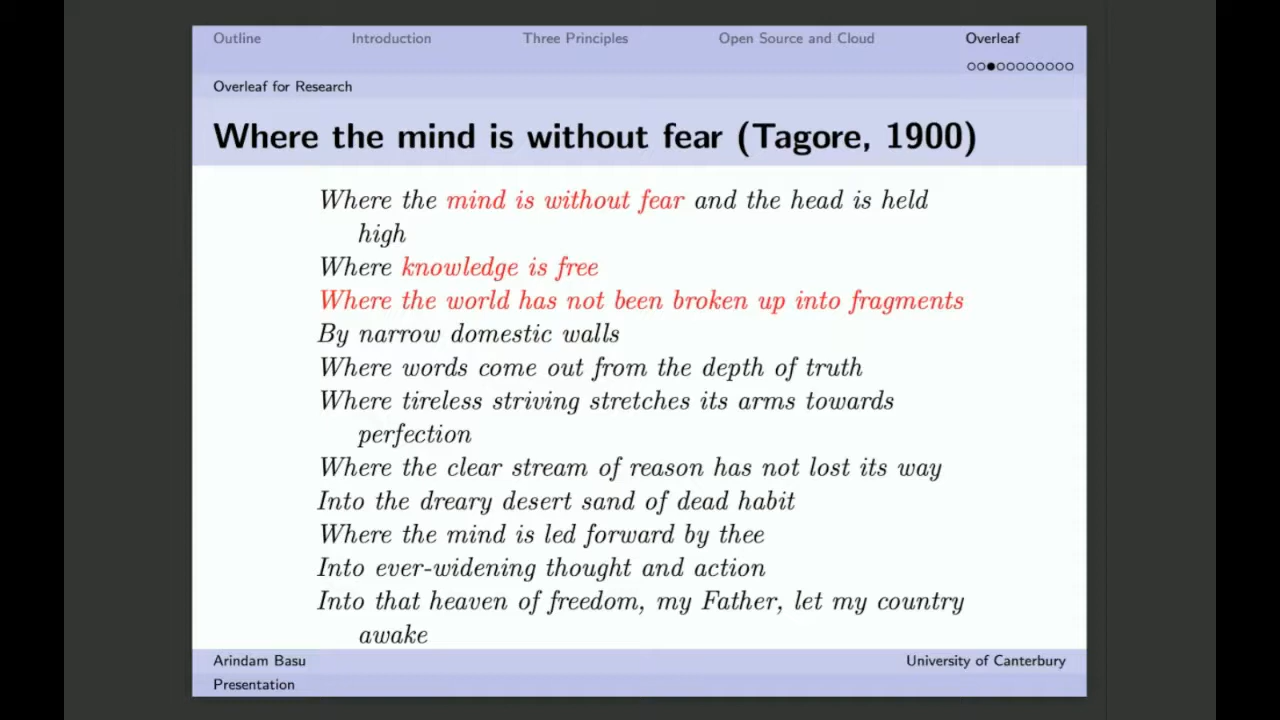 Outline Introduction Three Principles Open Source and Cloud Overleaf
Overleaf for Research
Where the mind is without fear (Tagore, 1900)
Where the mind is without fear and the head is held
high
Where knowledge is free
Where the world has not been broken up into fragments
By narrow domestic walls
Where words come out from the depth of truth
Where tireless striving stretches its arms towards
perfection
Where the clear stream of reason has not lost its way
Into the dreary desert sand of dead habit
Where the mind is led forward by thee
Into ever-widening thought and action
Into that heaven of freedom, my Father, let my country
awake
Arindam Basu University of Canterbury
Presentation